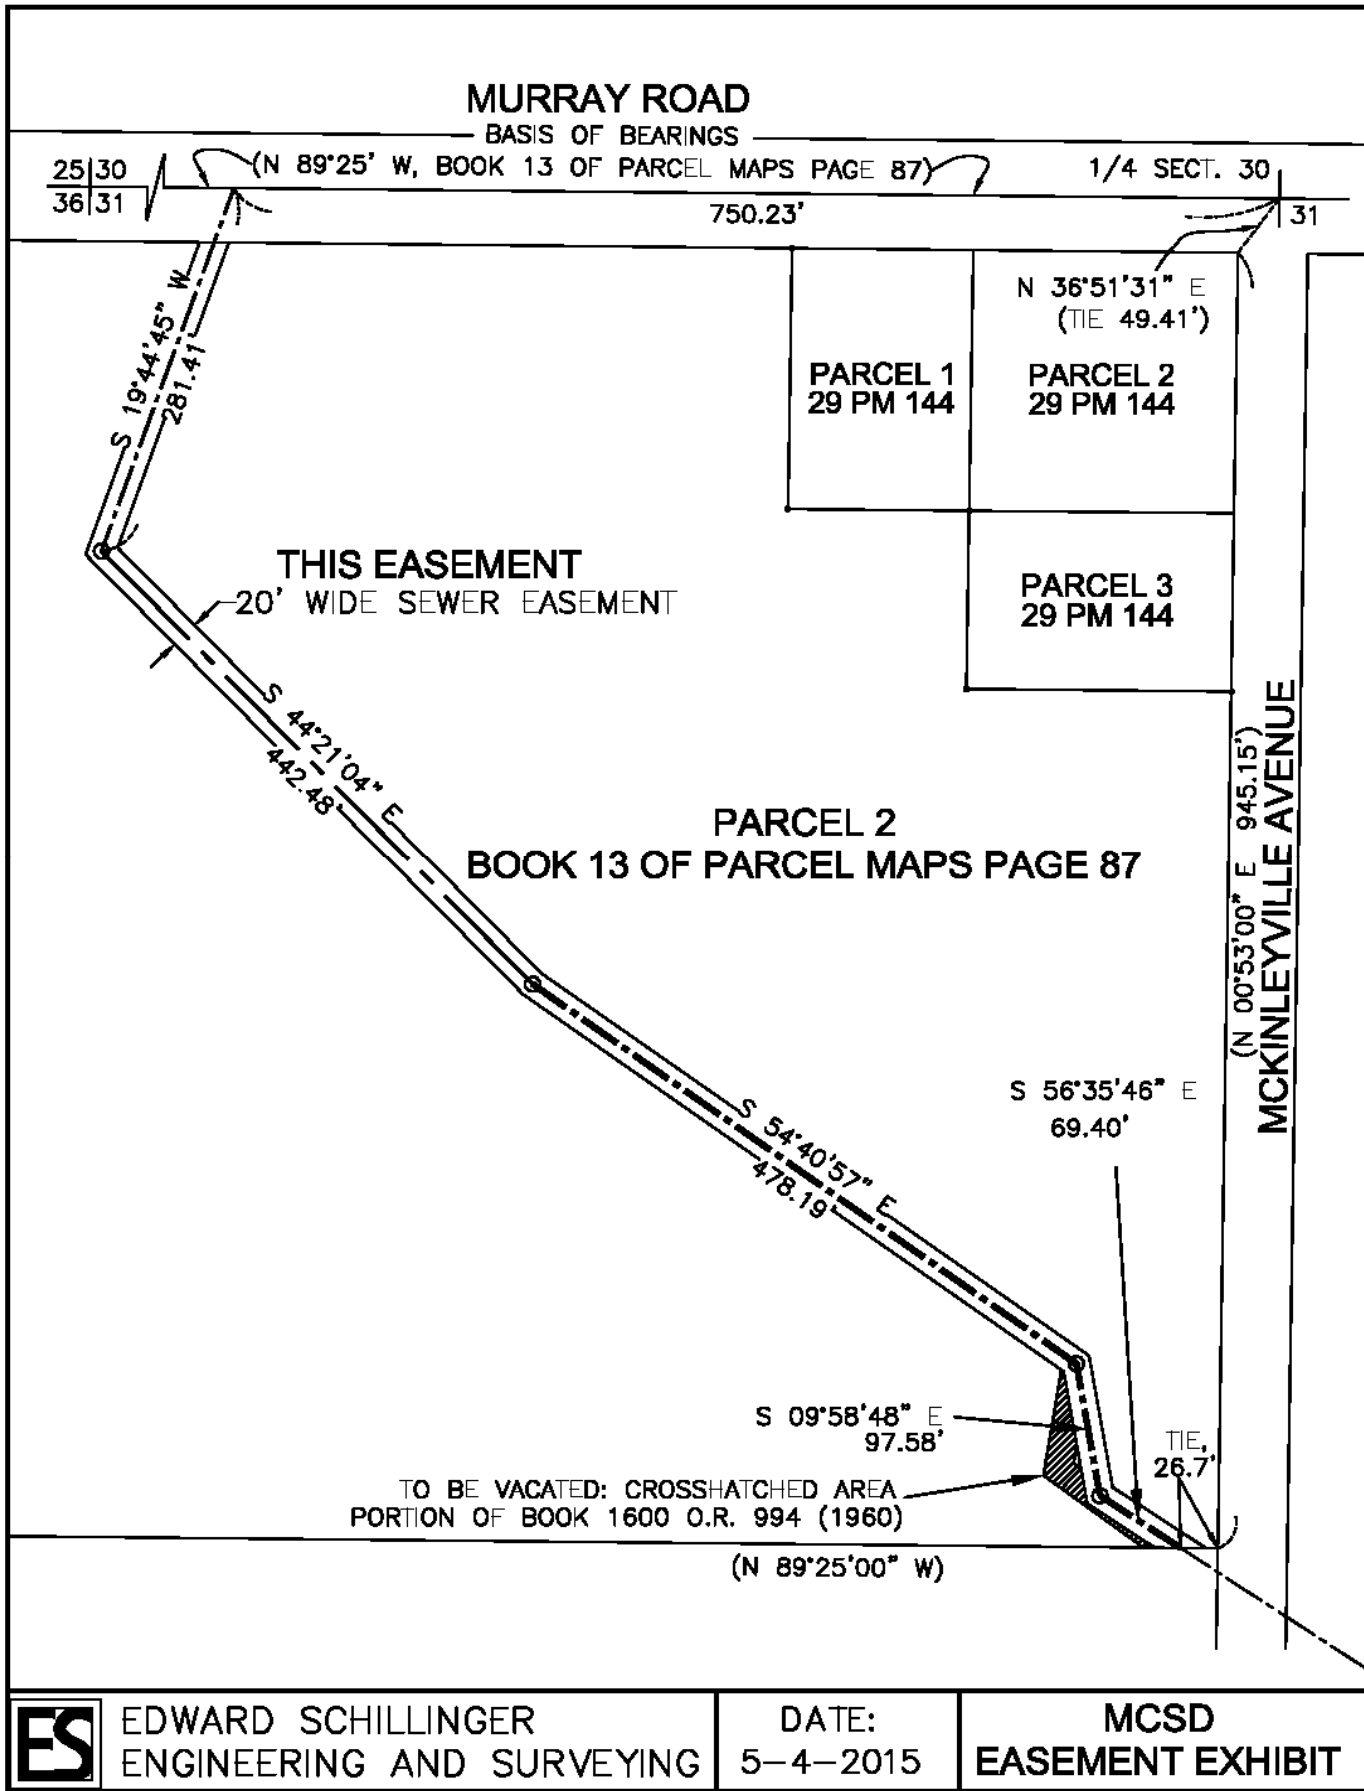 MURRAY ROAD
BASIS OF BEARINGS
(N 89°25' W, BOOK 13 OF PARCEL MAPS PAGE 87)
25|30
36|31
1/4 SECT. 30
31
750.23'
N 36°51'31" E
(TIE 49.41')
S 19°44'45" W
281.41
PARCEL 1
29 PM 144
PARCEL 2
29 PM 144
THIS EASEMENT
20' WIDE SEWER EASEMENT
PARCEL 3
29 PM 144
S 44°21'04" E
442.48'
PARCEL 2
BOOK 13 OF PARCEL MAPS PAGE 87
(N 00°53'00" E 945.15')
MCKINLEYVILLE AVENUE
S 56°35'46" E
69.40'
S 54°40'57" E
478.19
S 09°58'48" E
97.58'
TIE,
26.7'
TO BE VACATED: CROSSHATCHED AREA
PORTION OF BOOK 1600 O.R. 994 (1960)
(N 89°25'00" W)
ES
EDWARD SCHILLINGER
ENGINEERING AND SURVEYING
DATE:
5-4-2015
MCSD
EASEMENT EXHIBIT